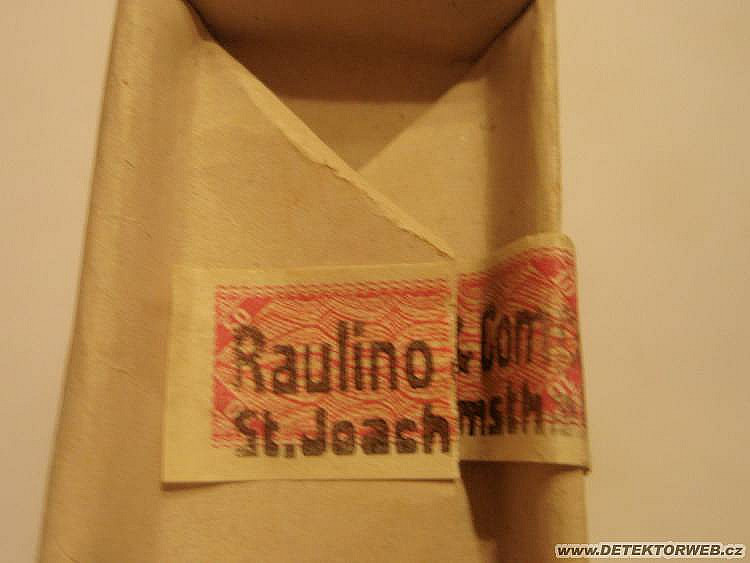 Raulino & Com
St.Joach msth.
www.DETEKTORWEB.cz